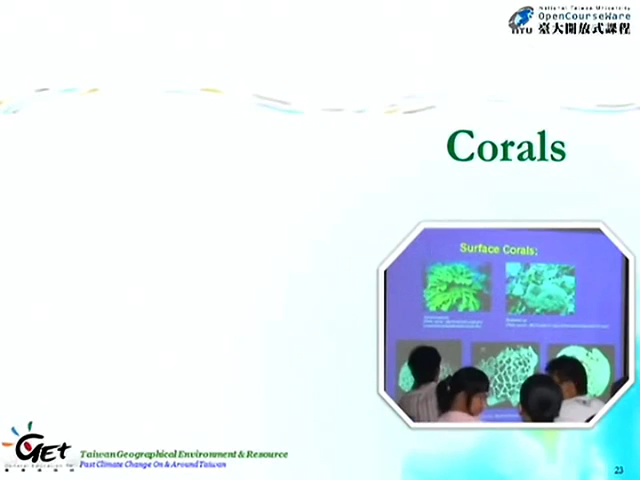 National Taiwan University
OpenCourseWare
NTU 臺大開放式課程
Corals
Surface Corals:
GET
Taiwan Geographical Environment & Resource
Past Climate Change On & Around Taiwan
23